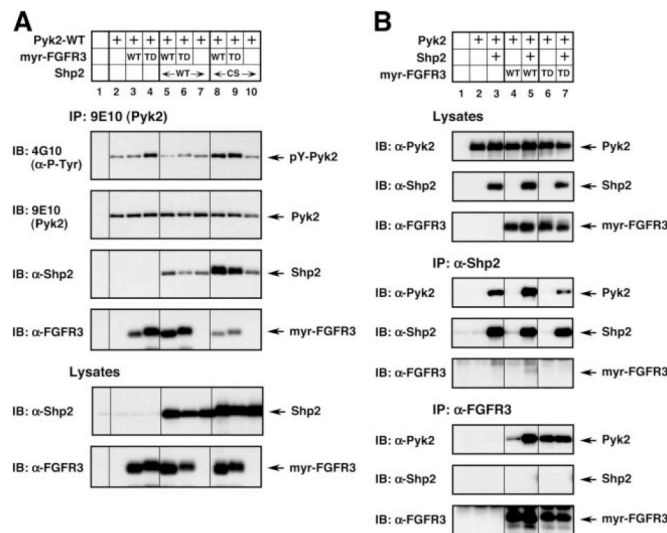 A
Pyk2-WT + + + + + + + + +
myr-FGFR3 WT TD WT TD WT TD
Shp2 ←WT→ ←CS→
1 2 3 4 5 6 7 8 9 10
IP: 9E10 (Pyk2)
IB: 4G10 (α-P-Tyr) pY-Pyk2
IB: 9E10 (Pyk2) Pyk2
IB: α-Shp2 Shp2
IB: α-FGFR3 myr-FGFR3
Lysates
IB: α-Shp2 Shp2
IB: α-FGFR3 myr-FGFR3
B
Pyk2 + + + + + +
Shp2 + + +
myr-FGFR3 WT WT TD TD
1 2 3 4 5 6 7
Lysates
IB: α-Pyk2 Pyk2
IB: α-Shp2 Shp2
IB: α-FGFR3 myr-FGFR3
IP: α-Shp2
IB: α-Pyk2 Pyk2
IB: α-Shp2 Shp2
IB: α-FGFR3 myr-FGFR3
IP: α-FGFR3
IB: α-Pyk2 Pyk2
IB: α-Shp2 Shp2
IB: α-FGFR3 myr-FGFR3